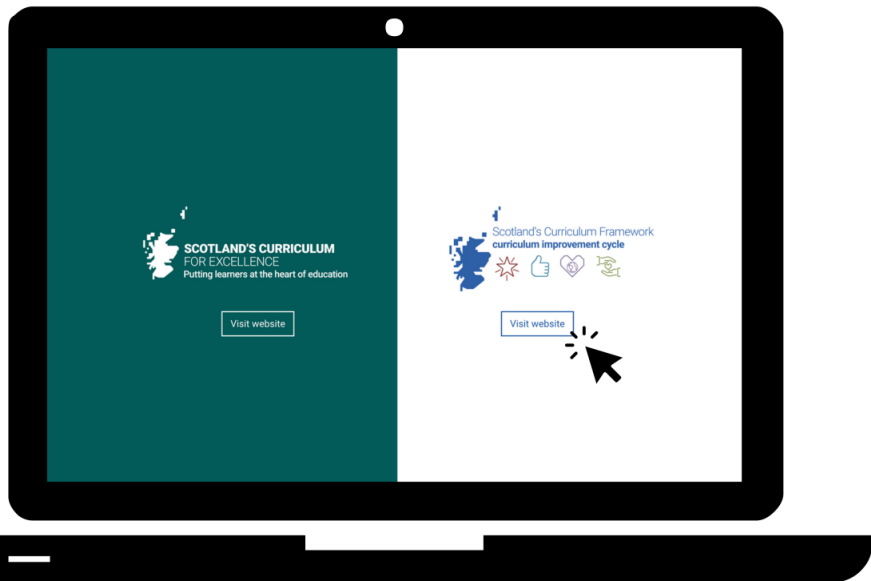 SCOTLAND'S CURRICULUM
FOR EXCELLENCE
Putting learners at the heart of education
Visit website
Scotland's Curriculum Framework
curriculum improvement cycle
Visit website